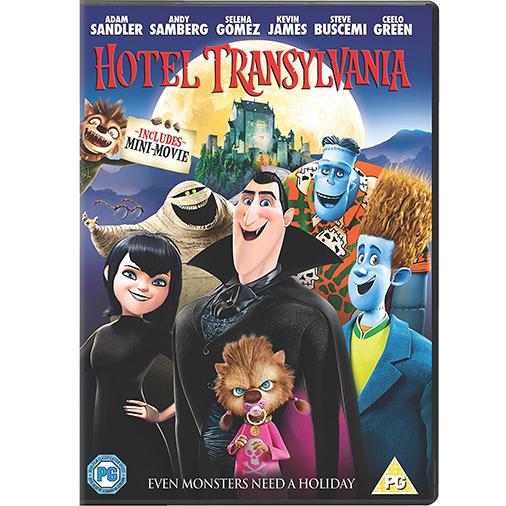 ADAM SANDLER ANDY SAMBERG SELENA GOMEZ KEVIN JAMES STEVE BUSCEMI CEELO GREEN
HOTEL TRANSYLVANIA
~INCLUDES~
MINI-MOVIE
PG
EVEN MONSTERS NEED A HOLIDAY
PG